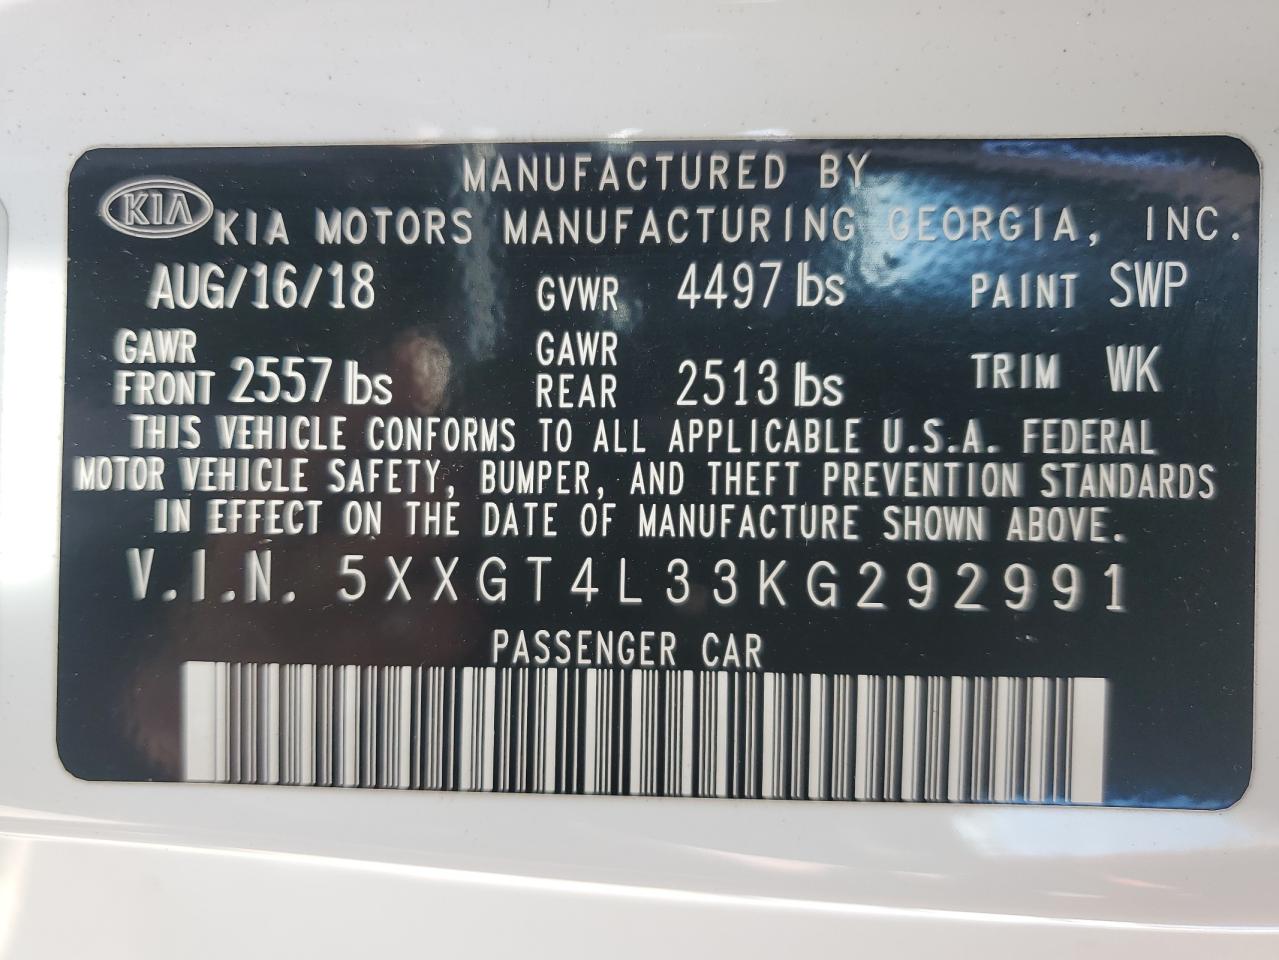 MANUFACTURED BY
KIA KIA MOTORS MANUFACTURING GEORGIA, INC.
AUG/16/18 GVWR 4497 lbs PAINT SWP
GAWR FRONT 2557 lbs GAWR REAR 2513 lbs TRIM WK
THIS VEHICLE CONFORMS TO ALL APPLICABLE U.S.A. FEDERAL
MOTOR VEHICLE SAFETY, BUMPER, AND THEFT PREVENTION STANDARDS
IN EFFECT ON THE DATE OF MANUFACTURE SHOWN ABOVE.
V.I.N. 5XXGT4L33KG292991
PASSENGER CAR